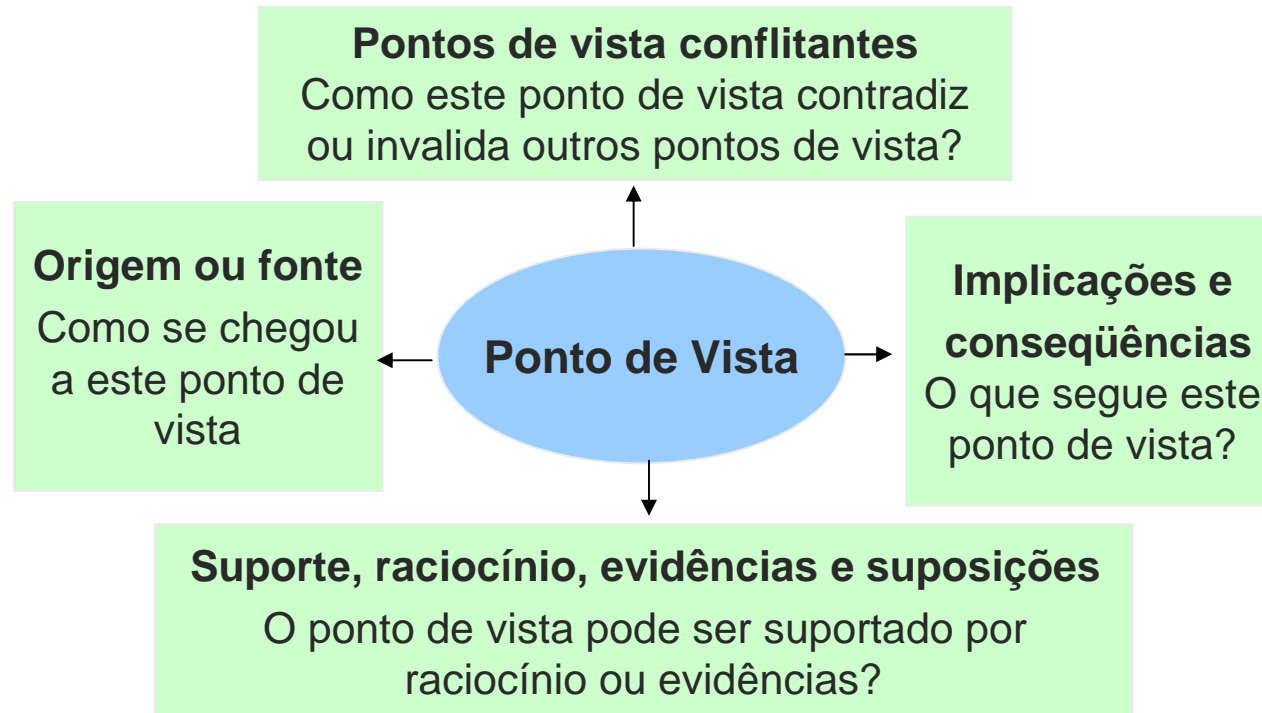 Pontos de vista conflitantes
Como este ponto de vista contradiz
ou invalida outros pontos de vista?
Origem ou fonte
Como se chegou
a este ponto de
vista
Ponto de Vista
Implicações e
conseqüências
O que segue este
ponto de vista?
Suporte, raciocínio, evidências e suposições
O ponto de vista pode ser suportado por
raciocínio ou evidências?